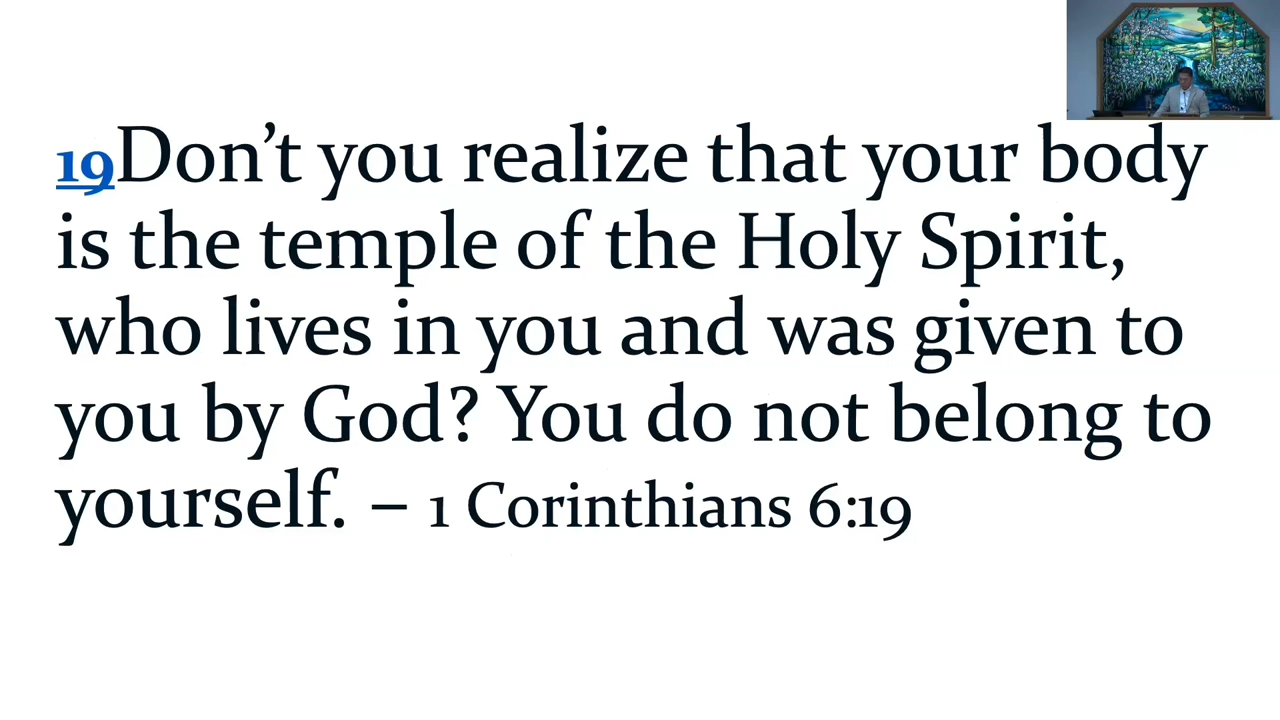 19Don’t you realize that your body
is the temple of the Holy Spirit,
who lives in you and was given to
you by God? You do not belong to
yourself. – 1 Corinthians 6:19